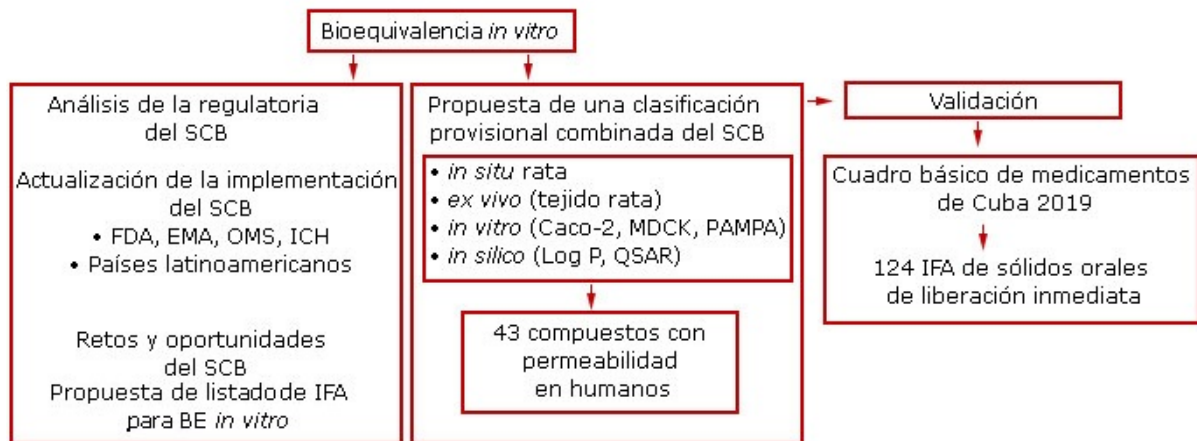 Bioequivalencia in vitro
Análisis de la regulatoria
del SCB
Actualización de la implementación
del SCB
• FDA, EMA, OMS, ICH
• Países latinoamericanos
Retos y oportunidades
del SCB
Propuesta de listado de IFA
para BE in vitro
Propuesta de una clasificación
provisional combinada del SCB
• in situ rata
• ex vivo (tejido rata)
• in vitro (Caco-2, MDCK, PAMPA)
• in silico (Log P, QSAR)
43 compuestos con
permeabilidad
en humanos
Validación
Cuadro básico de medicamentos
de Cuba 2019
124 IFA de sólidos orales
de liberación inmediata